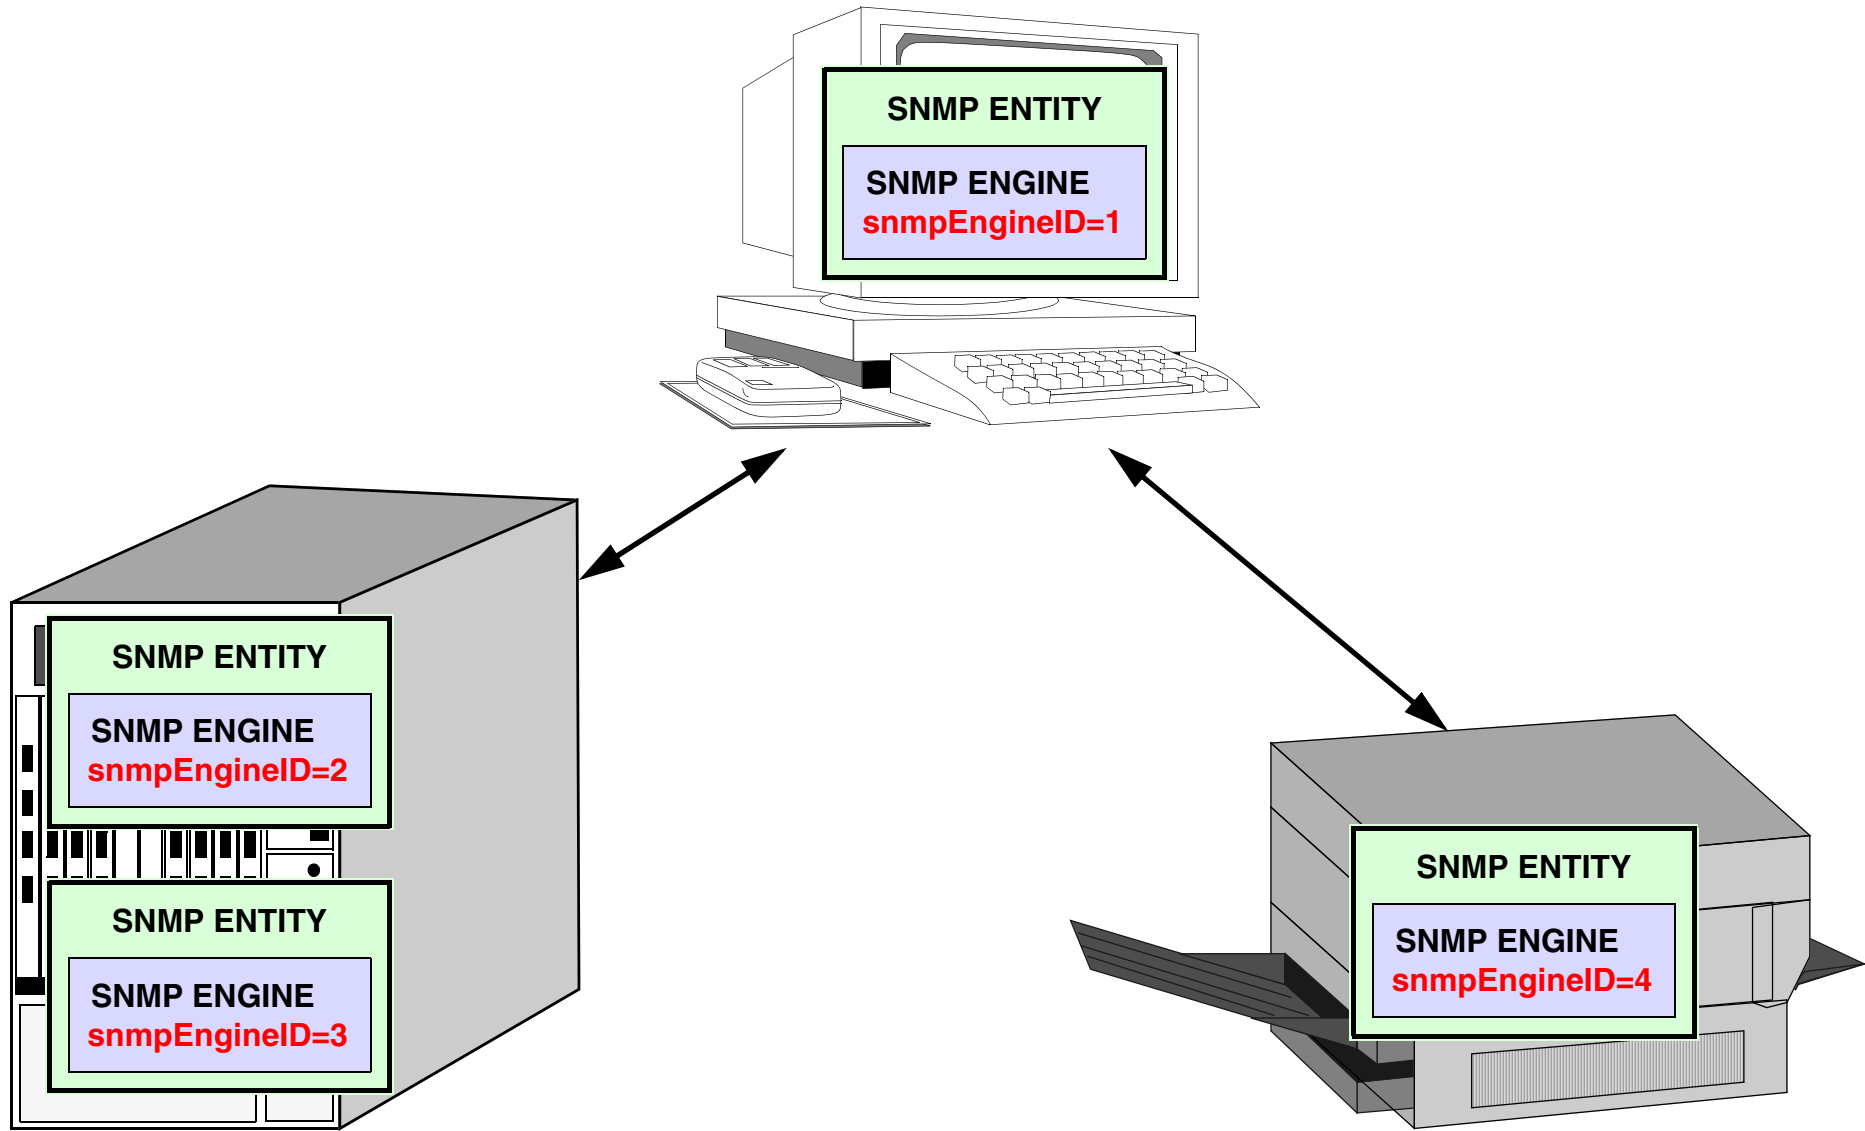 SNMP ENTITY
SNMP ENGINE
snmpEngineID=1
SNMP ENTITY
SNMP ENGINE
snmpEngineID=2
SNMP ENTITY
SNMP ENGINE
snmpEngineID=3
SNMP ENTITY
SNMP ENGINE
snmpEngineID=4